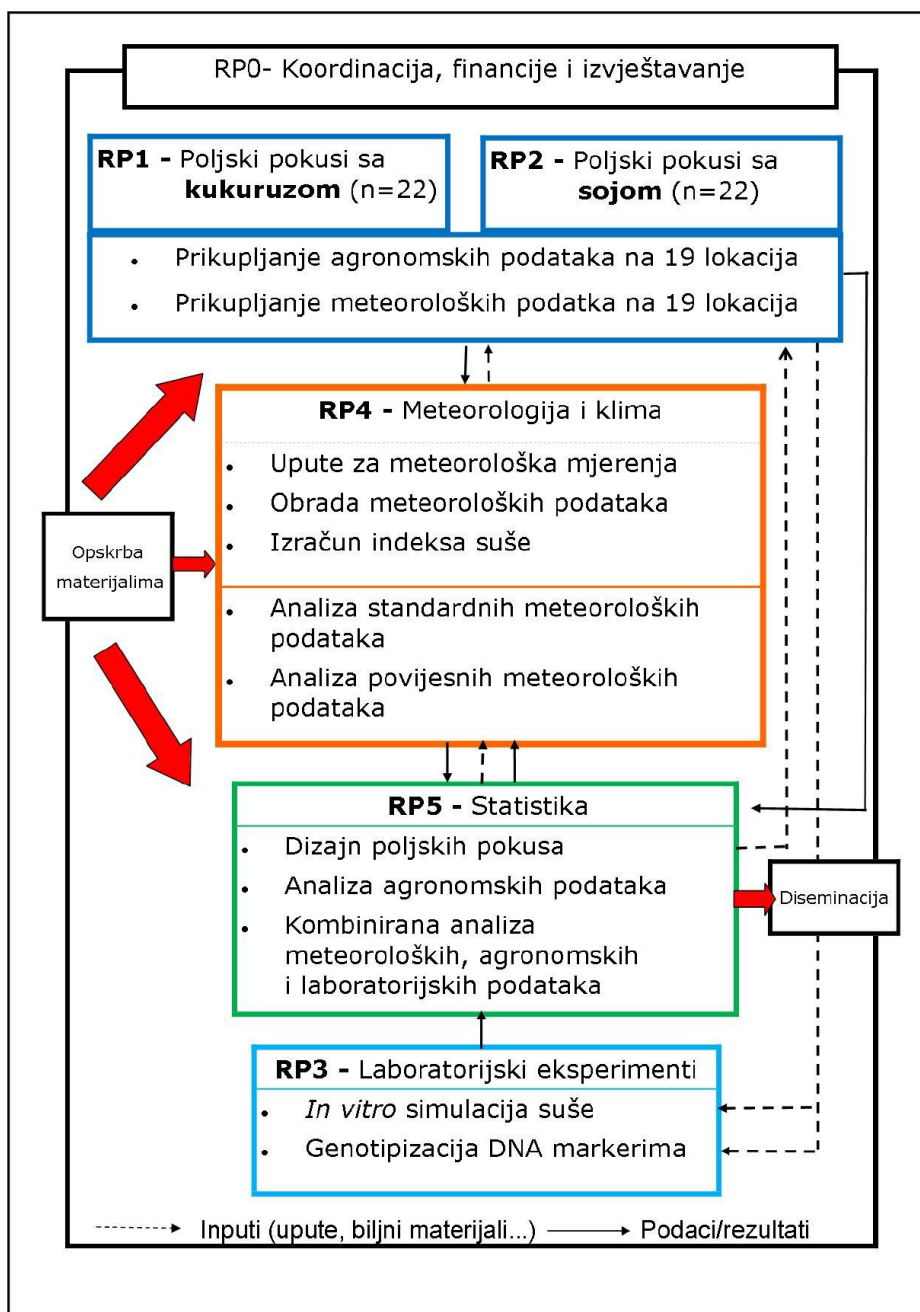 RP0- Koordinacija, financije i izvještavanje
RP1 - Poljski pokusi sa
kukuruzom (n=22)
RP2 - Poljski pokusi sa
sojom (n=22)
• Prikupljanje agronomskih podataka na 19 lokacija
• Prikupljanje meteoroloških podatka na 19 lokacija
RP4 - Meteorologija i klima
• Upute za meteorološka mjerenja
• Obrada meteoroloških podataka
• Izračun indeksa suše
• Analiza standardnih meteoroloških
podataka
• Analiza povijesnih meteoroloških
podataka
Opskrba
materijalima
RP5 - Statistika
• Dizajn poljskih pokusa
• Analiza agronomskih podataka
• Kombinirana analiza
meteoroloških, agronomskih
i laboratorijskih podataka
Diseminacija
RP3 - Laboratorijski eksperimenti
• In vitro simulacija suše
• Genotipizacija DNA markerima
Inputi (upute, biljni materijali...)
Podaci/rezultati